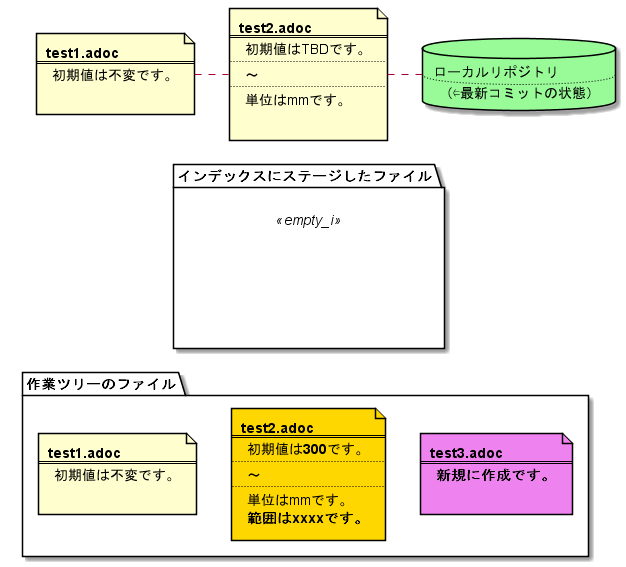 test1.adoc
初期値は不変です。
test2.adoc
初期値はTBDです。
～
単位はmmです。
ローカルリポジトリ
(⇐最新コミットの状態)
インデックスにステージしたファイル
«empty_i»
作業ツリーのファイル
test1.adoc
初期値は不変です。
test2.adoc
初期値は300です。
～
単位はmmです。
範囲はxxxxです。
test3.adoc
新規に作成です。